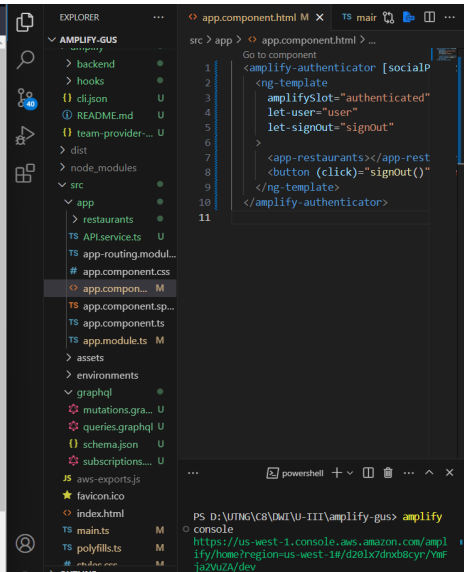 EXPLORER
...
AMPLIFY-GUS
amplify
backend
hooks
{} cli.json U
README.md U
{} team-provider-... U
dist
node_modules
src
app
restaurants
TS API.service.ts U
TS app-routing.modul...
# app.component.css
<> app.compon... M
TS app.component.sp...
TS app.component.ts
TS app.module.ts M
assets
environments
graphql
mutations.gra... U
queries.graphql U
{} schema.json U
subscriptions.... U
JS aws-exports.js
favicon.ico
<> index.html
TS main.ts M
TS polyfills.ts M
# styles.css M
40
<> app.component.html M X TS mair
src > app > <> app.component.html > ...
Go to component
1 <amplify-authenticator [socialP
2 <ng-template
3 amplifySlot="authenticated"
4 let-user="user"
5 let-signOut="signOut"
6 >
7 <app-restaurants></app-rest
8 <button (click)="signOut()"
9 </ng-template>
10 </amplify-authenticator>
11
... powershell
PS D:\UTNG\C8\DWI\U-III\amplify-gus> amplify
console
https://us-west-1.console.aws.amazon.com/ampl
ify/home?region=us-west-1#/d20lx7dnxb8cyr/YmF
ja2VuZA/dev